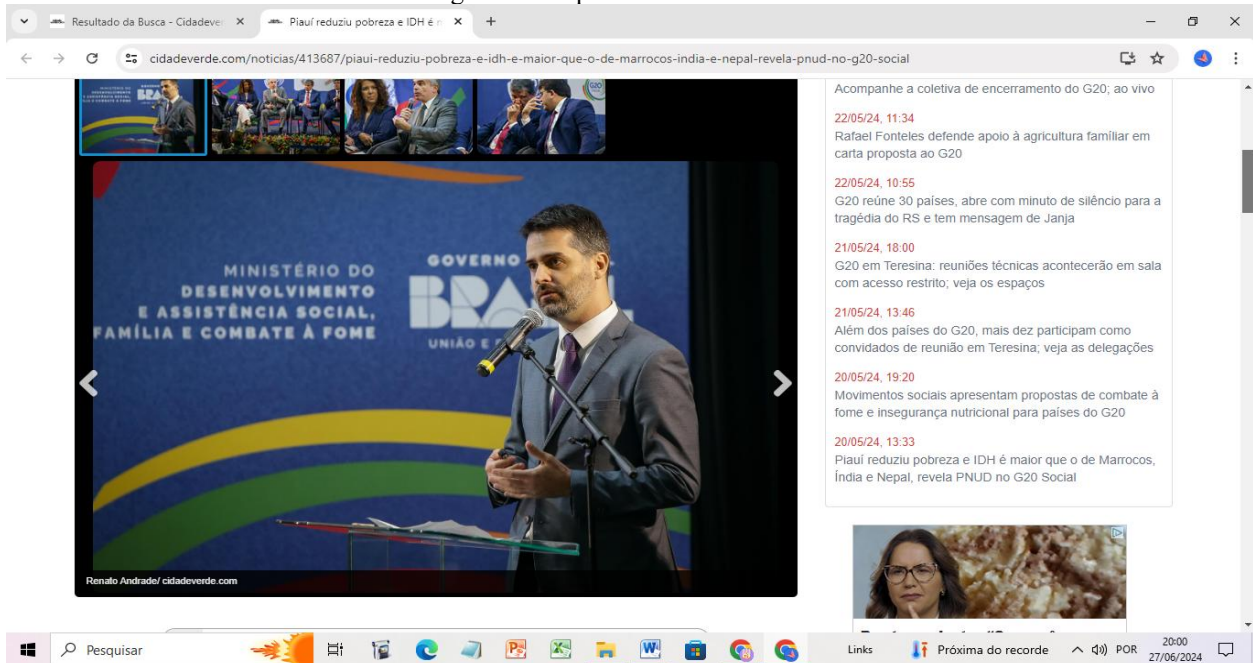 Resultado da Busca - Cidadever
Piauí reduziu pobreza e IDH é m
cidadeverde.com/noticias/413687/piaui-reduziu-pobreza-e-idh-e-maior-que-o-de-marrocos-india-e-nepal-revela-pnud-no-g20-social
MINISTÉRIO DO
DESENVOLVIMENTO
E ASSISTÊNCIA SOCIAL,
FAMÍLIA E COMBATE À FOME
GOVERNO
BRA
UNIÃO E
Renato Andrade/ cidadeverde.com
Acompanhe a coletiva de encerramento do G20; ao vivo
22/05/24, 11:34
Rafael Fonteles defende apoio à agricultura famíliar em
carta proposta ao G20
22/05/24, 10:55
G20 reúne 30 países, abre com minuto de silêncio para a
tragédia do RS e tem mensagem de Janja
21/05/24, 18:00
G20 em Teresina: reuniões técnicas acontecerão em sala
com acesso restrito; veja os espaços
21/05/24, 13:46
Além dos países do G20, mais dez participam como
convidados de reunião em Teresina; veja as delegações
20/05/24, 19:20
Movimentos sociais apresentam propostas de combate à
fome e insegurança nutricional para países do G20
20/05/24, 13:33
Piauí reduziu pobreza e IDH é maior que o de Marrocos,
Índia e Nepal, revela PNUD no G20 Social
Pesquisar
Links
Próxima do recorde
POR
20:00
27/06/2024